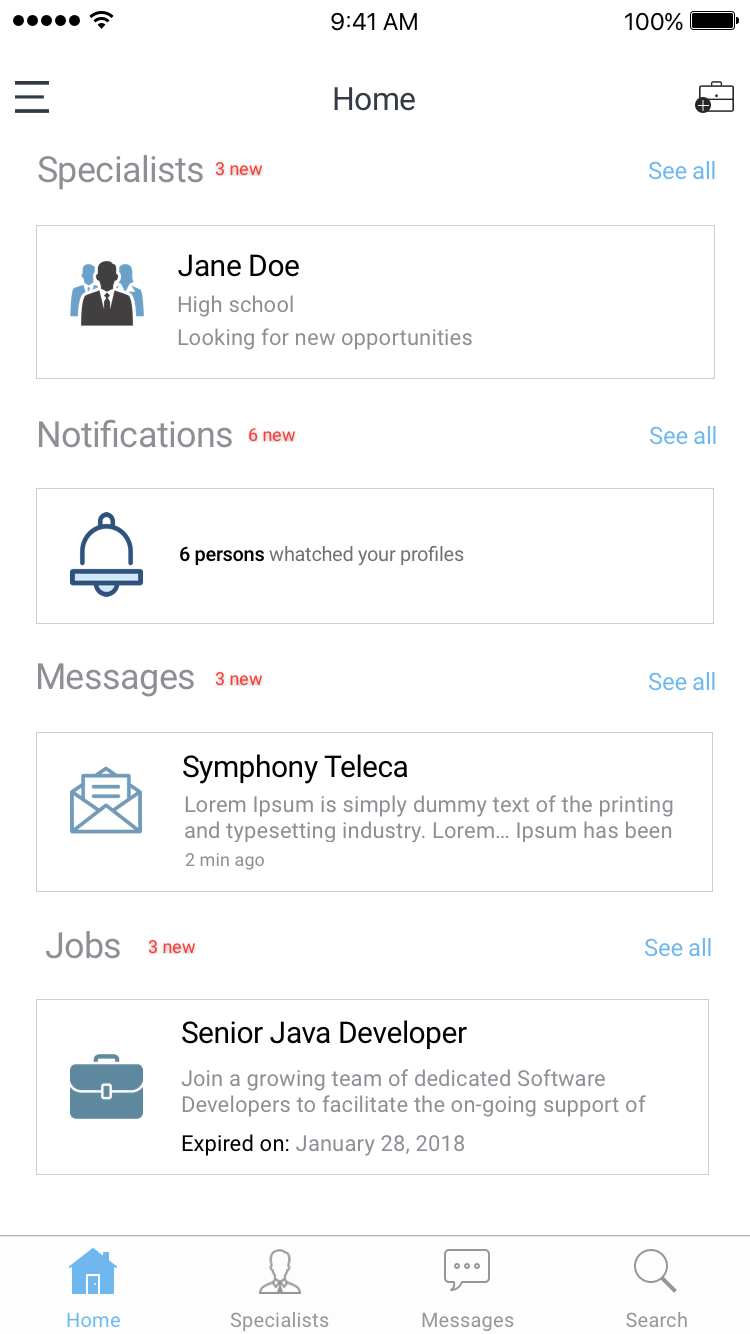 9:41 AM 100%
Home
Specialists 3 new See all
Jane Doe
High school
Looking for new opportunities
Notifications 6 new See all
6 persons whatched your profiles
Messages 3 new See all
Symphony Teleca
Lorem Ipsum is simply dummy text of the printing
and typesetting industry. Lorem... Ipsum has been
2 min ago
Jobs 3 new See all
Senior Java Developer
Join a growing team of dedicated Software
Developers to facilitate the on-going support of
Expired on: January 28, 2018
Home Specialists Messages Search